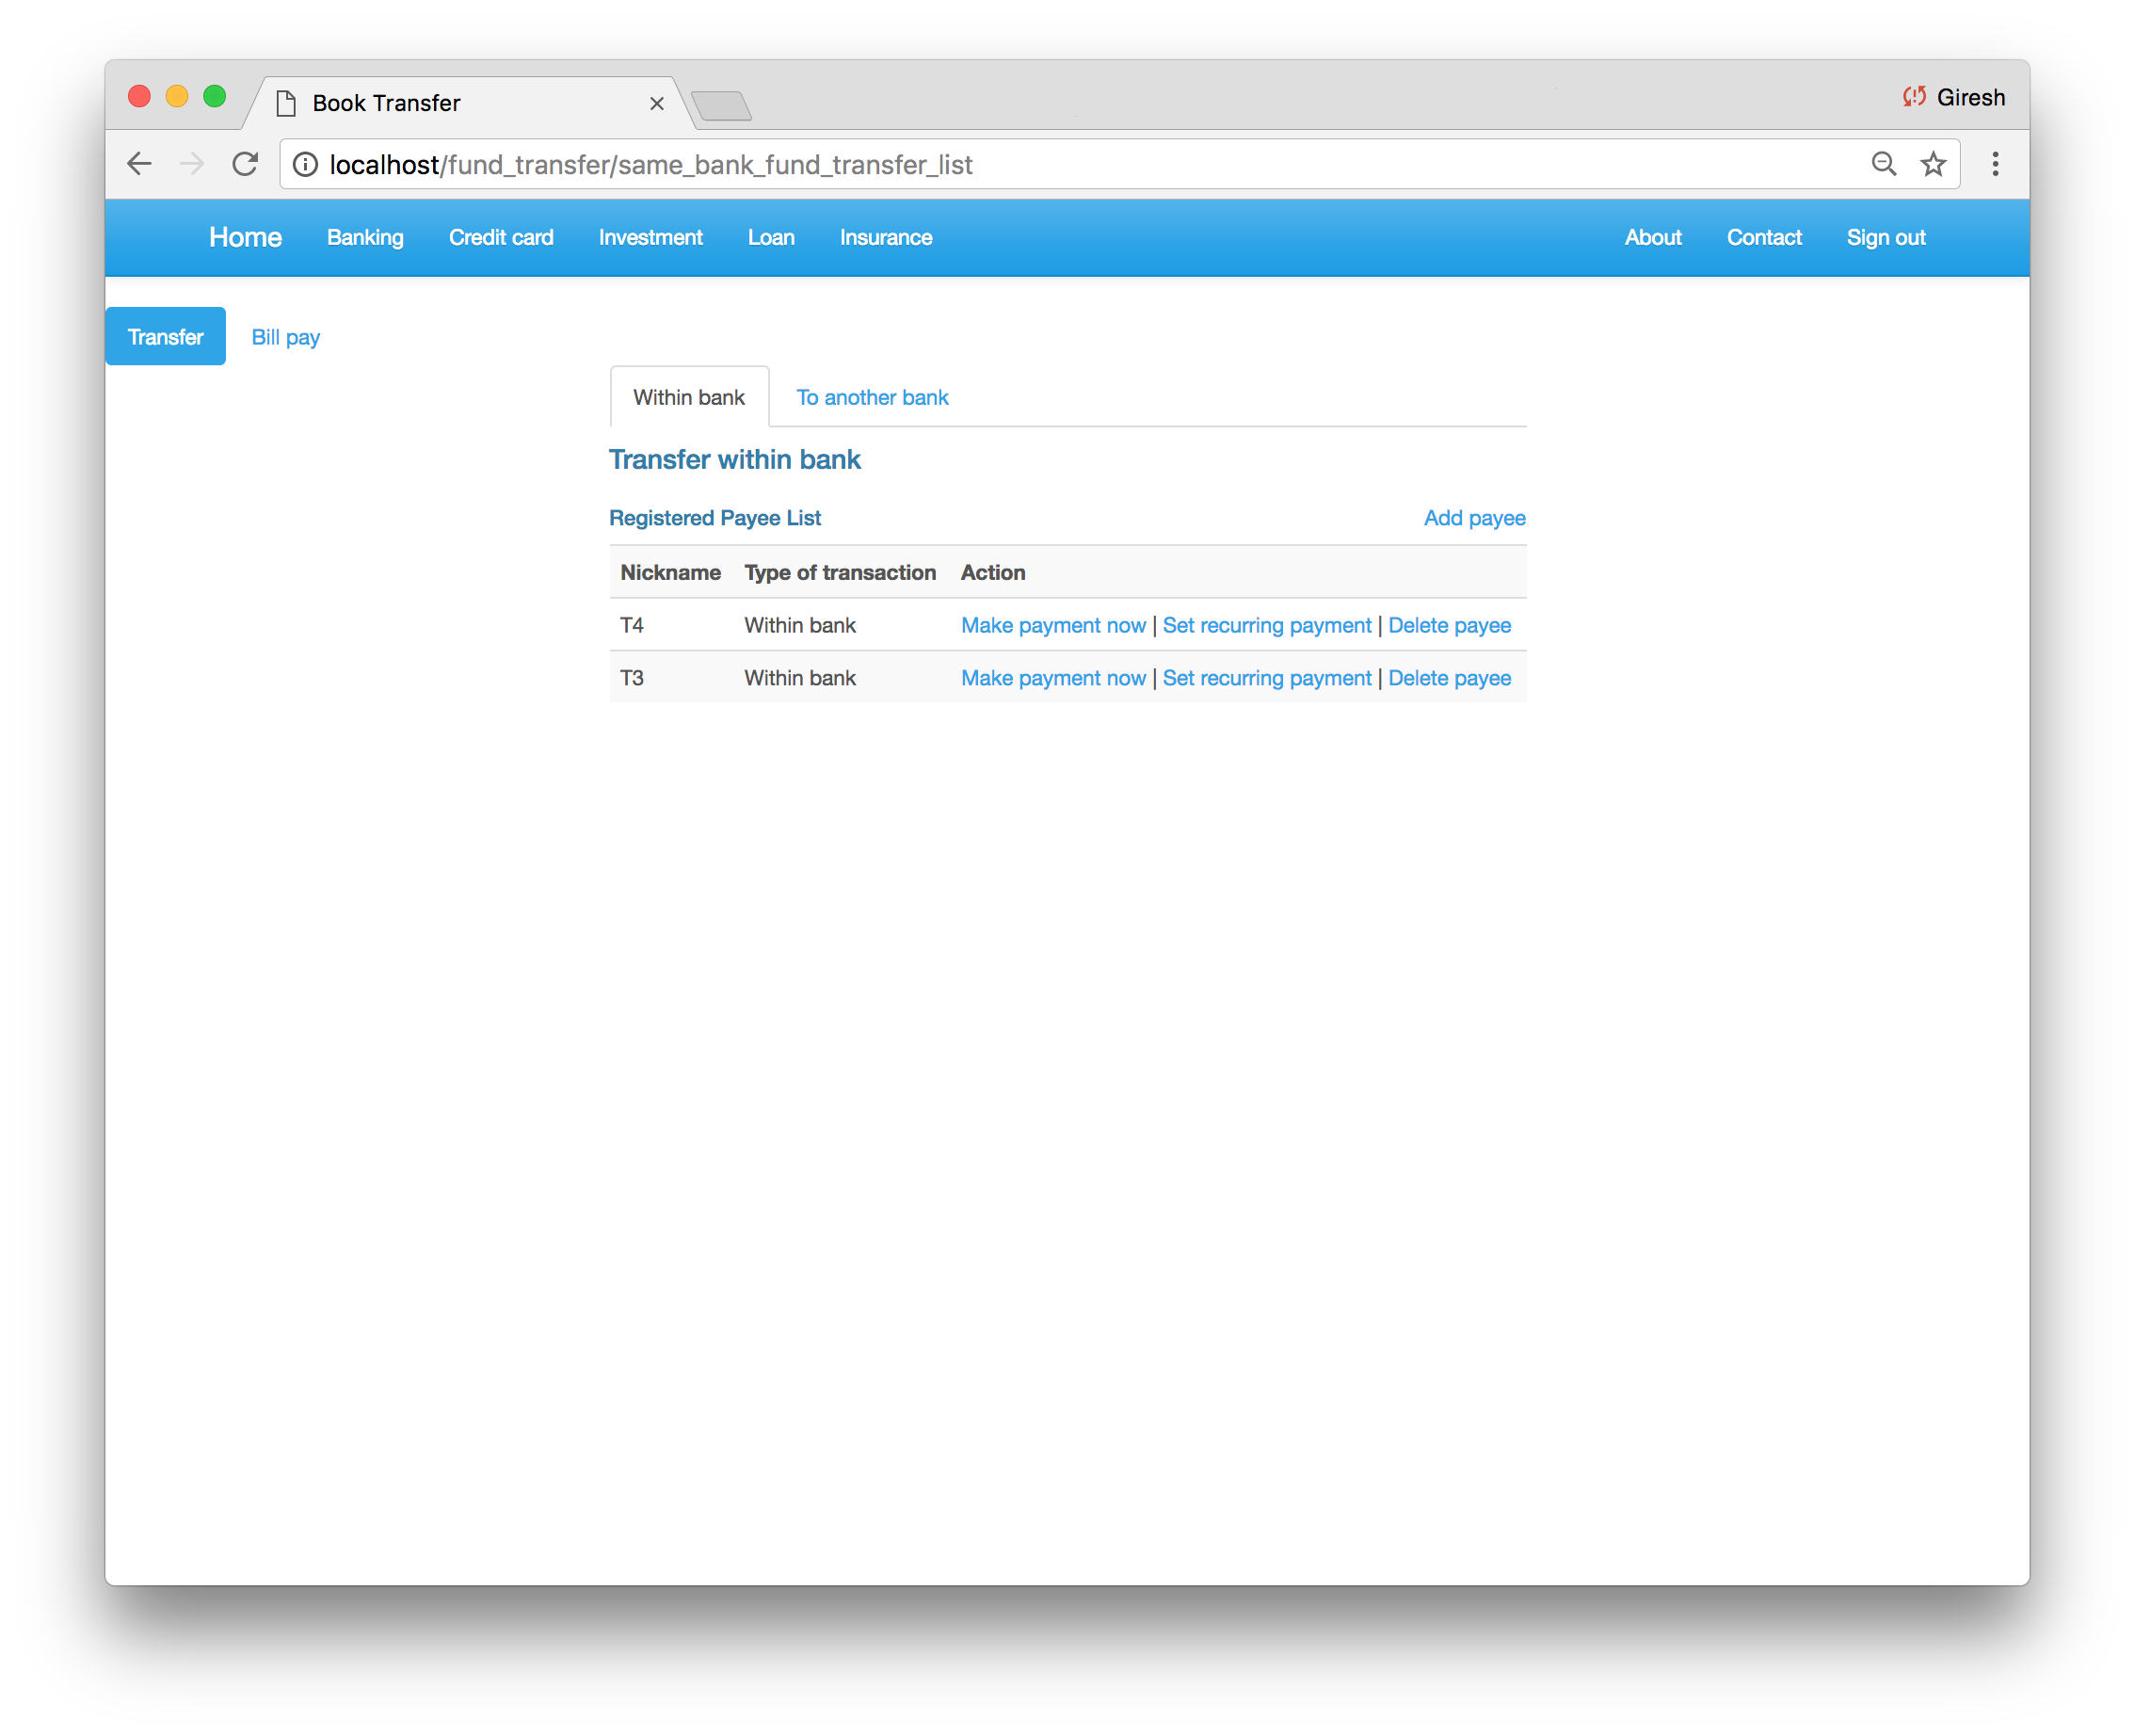 Book Transfer
Giresh
localhost/fund_transfer/same_bank_fund_transfer_list
Home Banking Credit card Investment Loan Insurance About Contact Sign out
Transfer Bill pay
Within bank To another bank
Transfer within bank
Registered Payee List Add payee
Nickname Type of transaction Action
T4 Within bank Make payment now | Set recurring payment | Delete payee
T3 Within bank Make payment now | Set recurring payment | Delete payee